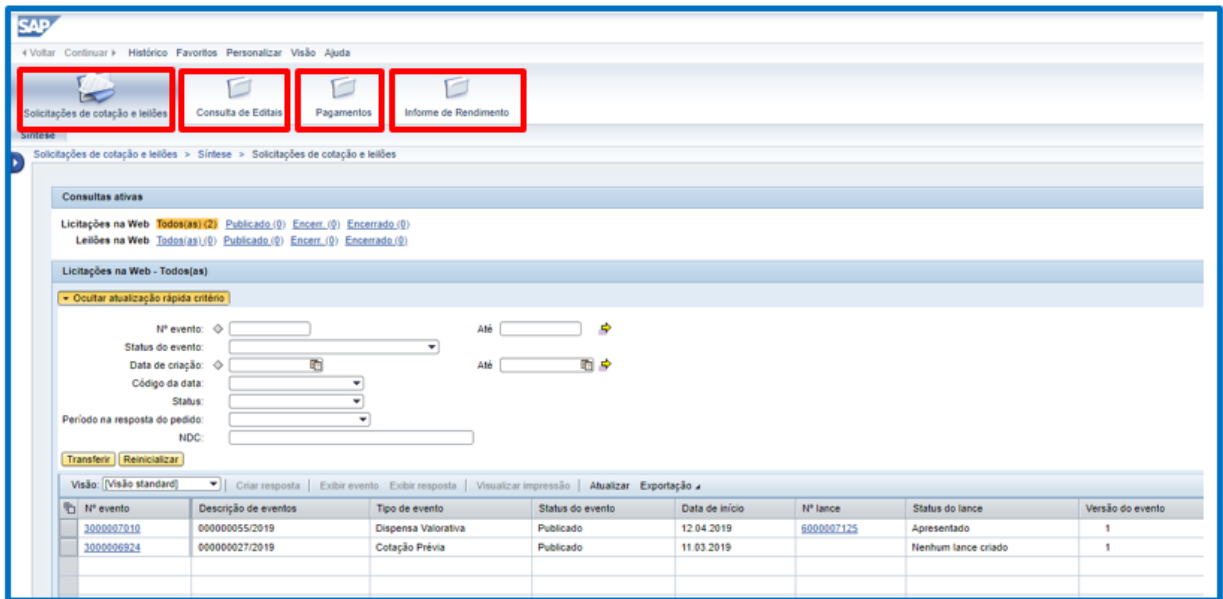 SAP
Voltar Continuar Histórico Favoritos Personalizar Visão Ajuda
Solicitações de cotação e leilões Consulta de Editais Pagamentos Informe de Rendimento
Síntese
Solicitações de cotação e leilões > Síntese > Solicitações de cotação e leilões
Consultas ativas
Licitações na Web Todos(as) (2) Publicado (0) Encerr. (0) Encerrado (0)
Leilões na Web Todos(as) (0) Publicado (0) Encerr. (0) Encerrado (0)
Licitações na Web - Todos(as)
Ocultar atualização rápida critério
Nº evento: Até
Status do evento:
Data de criação: Até
Código da data:
Status:
Período na resposta do pedido:
NDC:
Transferir Reinicializar
Visão: [Visão standard] Criar resposta Exibir evento Exibir resposta Visualizar impressão Atualizar Exportação
Nº evento Descrição de eventos Tipo de evento Status do evento Data de início Nº lance Status do lance Versão do evento
3000007010 000000055/2019 Dispensa Valorativa Publicado 12.04.2019 6000007125 Apresentado 1
3000006924 000000027/2019 Cotação Prévia Publicado 11.03.2019 Nenhum lance criado 1